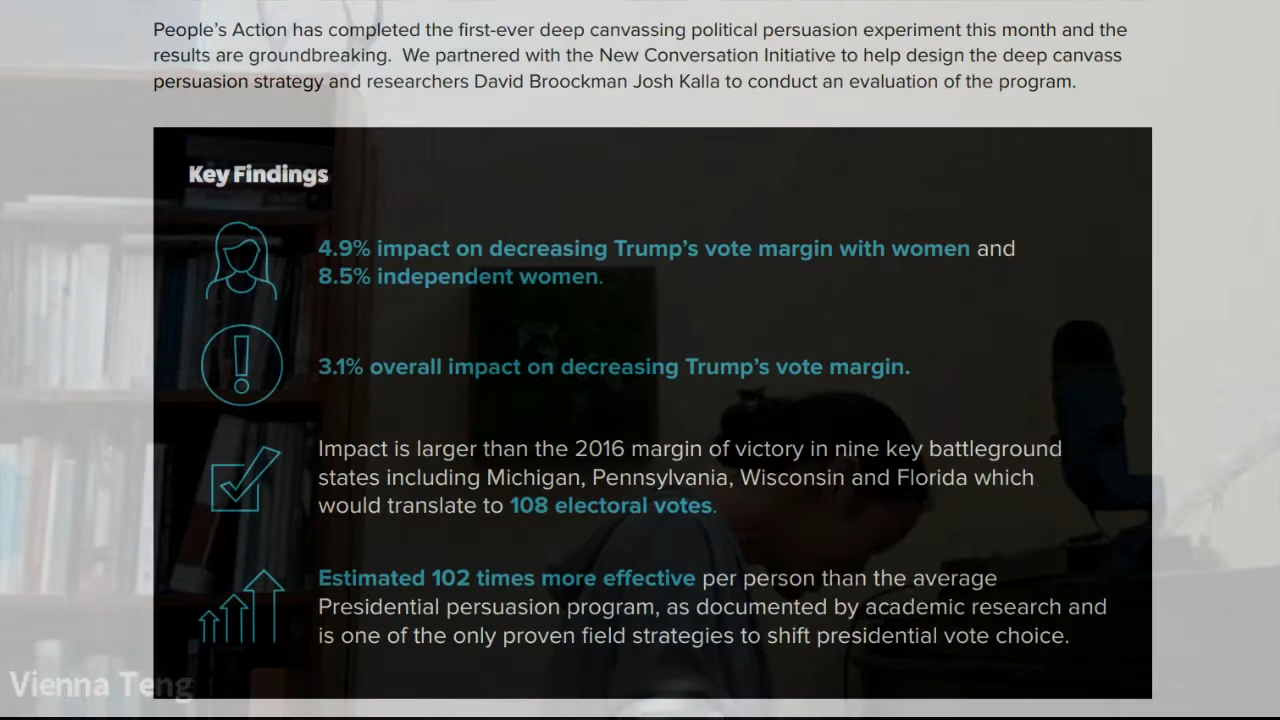 People's Action has completed the first-ever deep canvassing political persuasion experiment this month and the
results are groundbreaking.  We partnered with the New Conversation Initiative to help design the deep canvass
persuasion strategy and researchers David Broockman Josh Kalla to conduct an evaluation of the program.
Key Findings
4.9% impact on decreasing Trump's vote margin with women and
8.5% independent women.
3.1% overall impact on decreasing Trump's vote margin.
Impact is larger than the 2016 margin of victory in nine key battleground
states including Michigan, Pennsylvania, Wisconsin and Florida which
would translate to 108 electoral votes.
Estimated 102 times more effective per person than the average
Presidential persuasion program, as documented by academic research and
is one of the only proven field strategies to shift presidential vote choice.
Vienna Teng